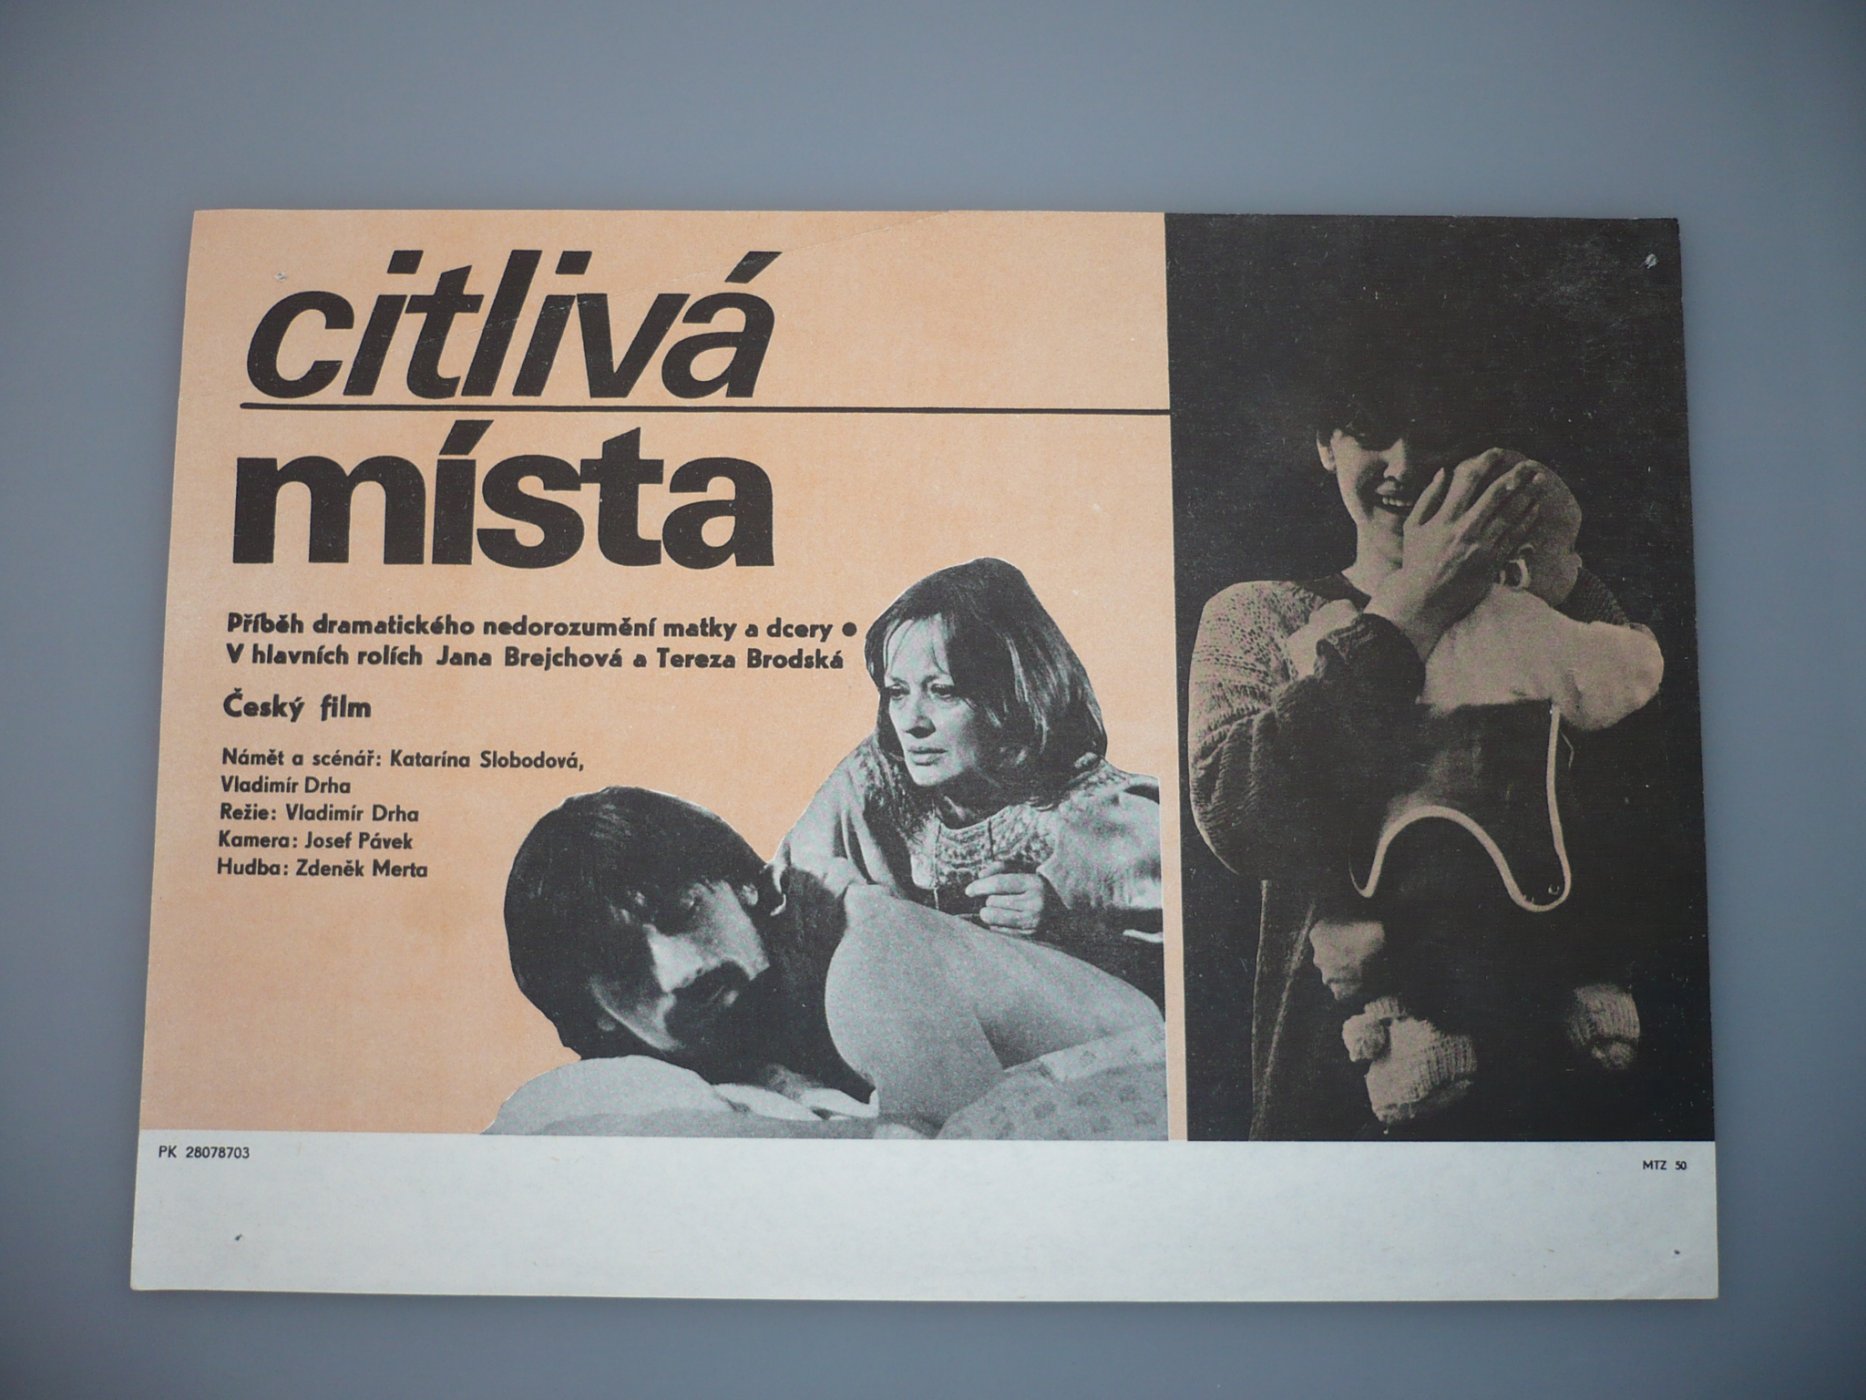 citlivá
místa
Příběh dramatického nedorozumění matky a dcery ●
V hlavních rolích Jana Brejchová a Tereza Brodská
Český film
Námět a scénář: Katarína Slobodová,
Vladimír Drha
Režie: Vladimír Drha
Kamera: Josef Pávek
Hudba: Zdeněk Merta
PK 28078703
MTZ 50